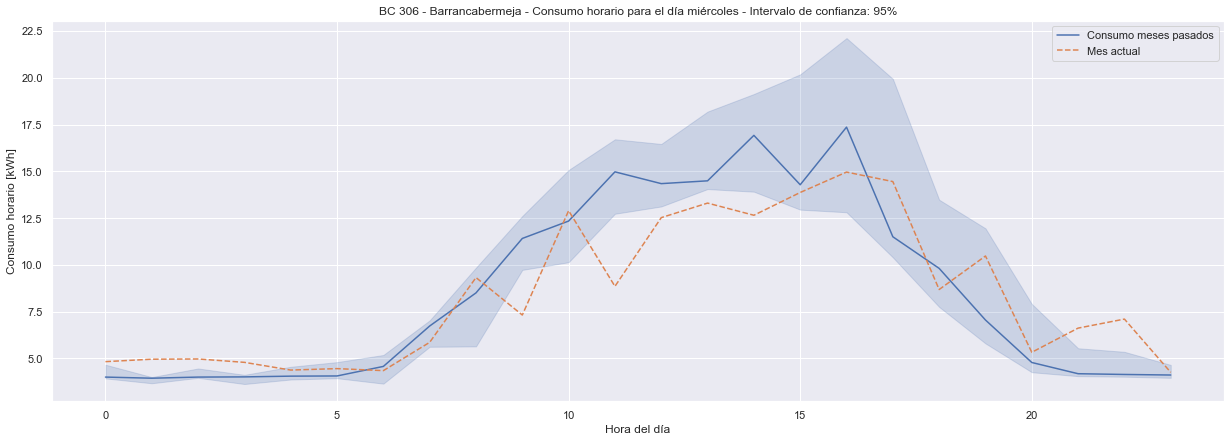 BC 306 - Barrancabermeja - Consumo horario para el día miércoles - Intervalo de confianza: 95%
Consumo meses pasados
Mes actual
Consumo horario [kWh]
22.5
20.0
17.5
15.0
12.5
10.0
7.5
5.0
0
5
10
15
20
Hora del día